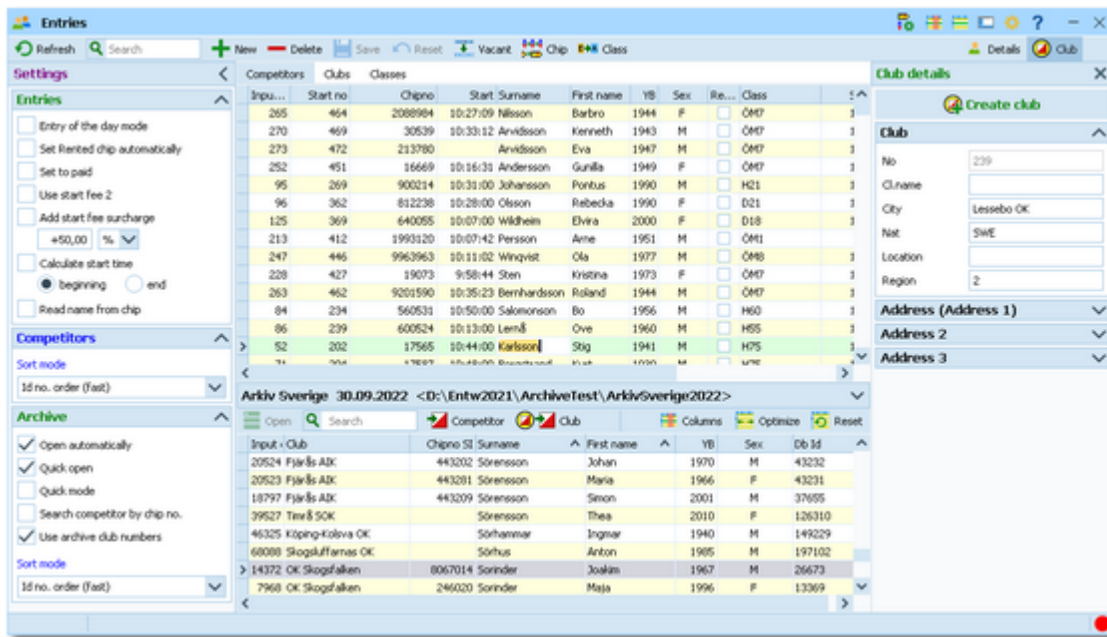 Entries
Refresh Search New Delete Save Reset Vacant Chip Class Details Club
Settings
Entries
Entry of the day mode
Set Rented chip automatically
Set to paid
Use start fee 2
Add start fee surcharge
+50,00 %
Calculate start time
beginning end
Read name from chip
Competitors
Sort mode
Id no. order (fast)
Archive
Open automatically
Quick open
Quick mode
Search competitor by chip no.
Use archive club numbers
Sort mode
Id no. order (fast)
Competitors Clubs Classes
Inpu... Start no Chipno Start Surname First name YB Sex Re... Class
265 464 2088984 10:27:09 Nilsson Barbro 1944 F ÖM7
270 469 30539 10:33:12 Arvidsson Kenneth 1943 M ÖM7
273 472 213780 Arvidsson Eva 1947 M ÖM7
252 451 16669 10:16:31 Andersson Gunilla 1949 F ÖM7
95 269 900214 10:31:00 Johansson Pontus 1990 M H21
96 362 812238 10:28:00 Olsson Rebecka 1990 F D21
125 369 640055 10:07:00 Wildheim Elvira 2000 F D18
213 412 1993120 10:07:42 Persson Arne 1951 M ÖM1
247 446 9963963 10:11:02 Winqvist Ola 1977 M ÖM8
228 427 19073 9:58:44 Sten Kristina 1973 F ÖM7
263 462 9201590 10:35:23 Bernhardsson Roland 1944 M ÖM7
84 234 560531 10:50:00 Salomonson Bo 1956 M H60
86 239 600524 10:13:00 Lernå Ove 1960 M H55
52 202 17565 10:44:00 Karlsson Stig 1941 M H75
Arkiv Sverige 30.09.2022 <D:\Entw2021\ArchiveTest\ArkivSverige2022>
Open Search Competitor Club Columns Optimize Reset
Input Club Chipno SI Surname First name YB Sex Db Id
20524 Fjärås AIK 443202 Sörensson Johan 1970 M 43232
20523 Fjärås AIK 443281 Sörensson Maria 1966 F 43231
18797 Fjärås AIK 443209 Sörensson Simon 2001 M 37655
39527 Timrå SOK Sörensson Thea 2010 F 126310
46325 Köping-Kolsva OK Sörhammar Ingmar 1940 M 149229
68088 Skogsluffarnas OK Sörhus Anton 1985 M 197102
14372 OK Skogsfalken 8067014 Sorinder Joakim 1967 M 26673
7968 OK Skogsfalken 246020 Sorinder Maja 1996 F 13369
Club details
Create club
Club
No 239
Cl.name
City Lessebo OK
Nat SWE
Location
Region 2
Address (Address 1)
Address 2
Address 3